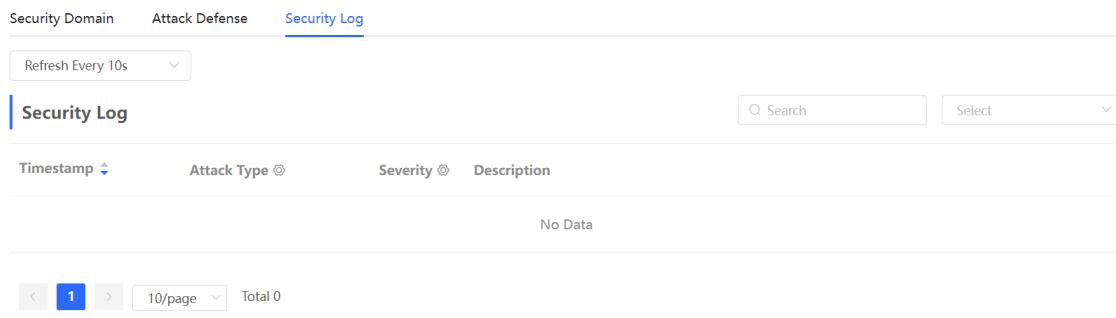 Security Domain Attack Defense Security Log
Refresh Every 10s
Security Log Search Select
Timestamp Attack Type Severity Description
No Data
1 10/page Total 0